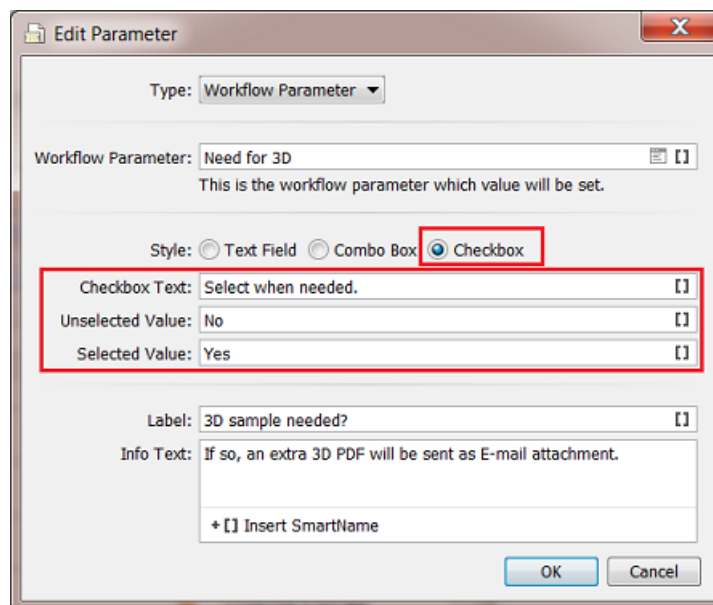 Edit Parameter
Type: Workflow Parameter
Workflow Parameter: Need for 3D
This is the workflow parameter which value will be set.
Style: Text Field Combo Box Checkbox
Checkbox Text: Select when needed.
Unselected Value: No
Selected Value: Yes
Label: 3D sample needed?
Info Text: If so, an extra 3D PDF will be sent as E-mail attachment.
+ [ ] Insert SmartName
OK Cancel